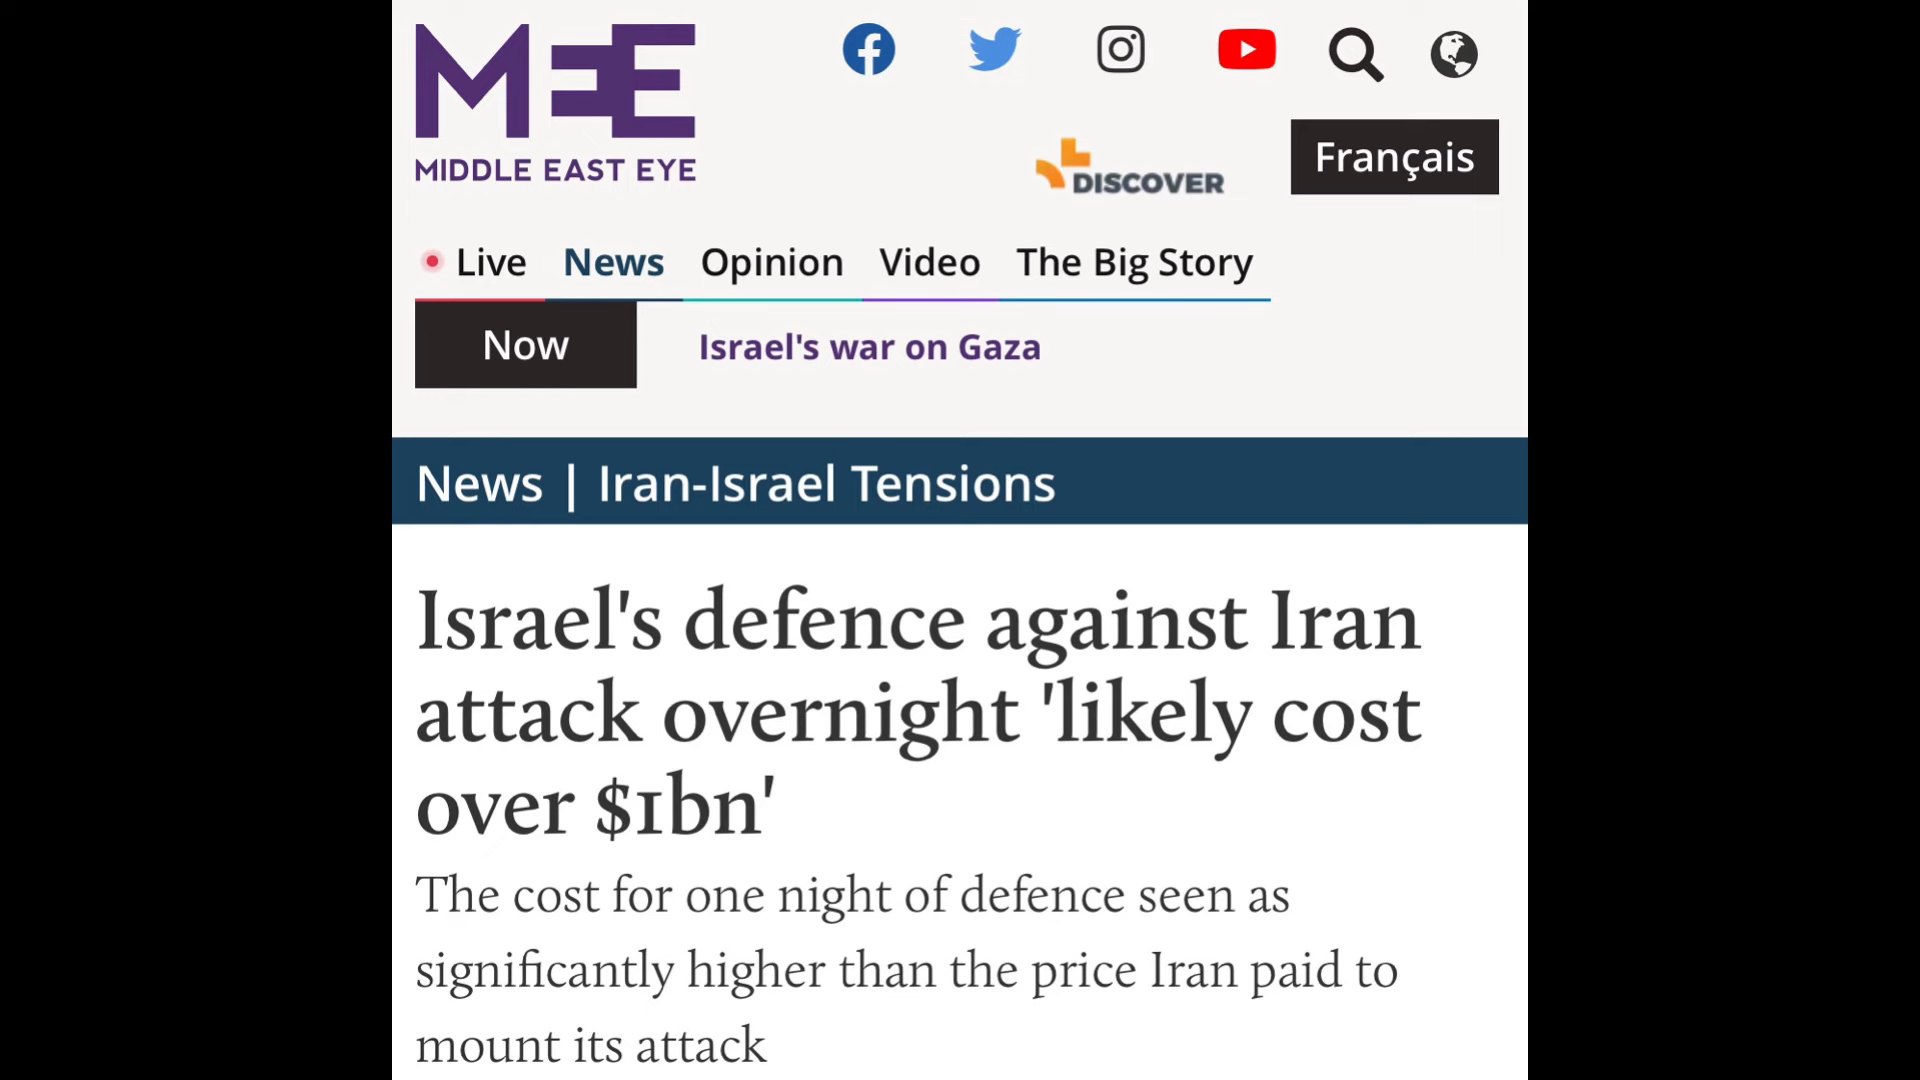 MEE
MIDDLE EAST EYE
DISCOVER
Français
Live News Opinion Video The Big Story
Now Israel's war on Gaza
News | Iran-Israel Tensions
Israel's defence against Iran
attack overnight 'likely cost
over $1bn'
The cost for one night of defence seen as
significantly higher than the price Iran paid to
mount its attack